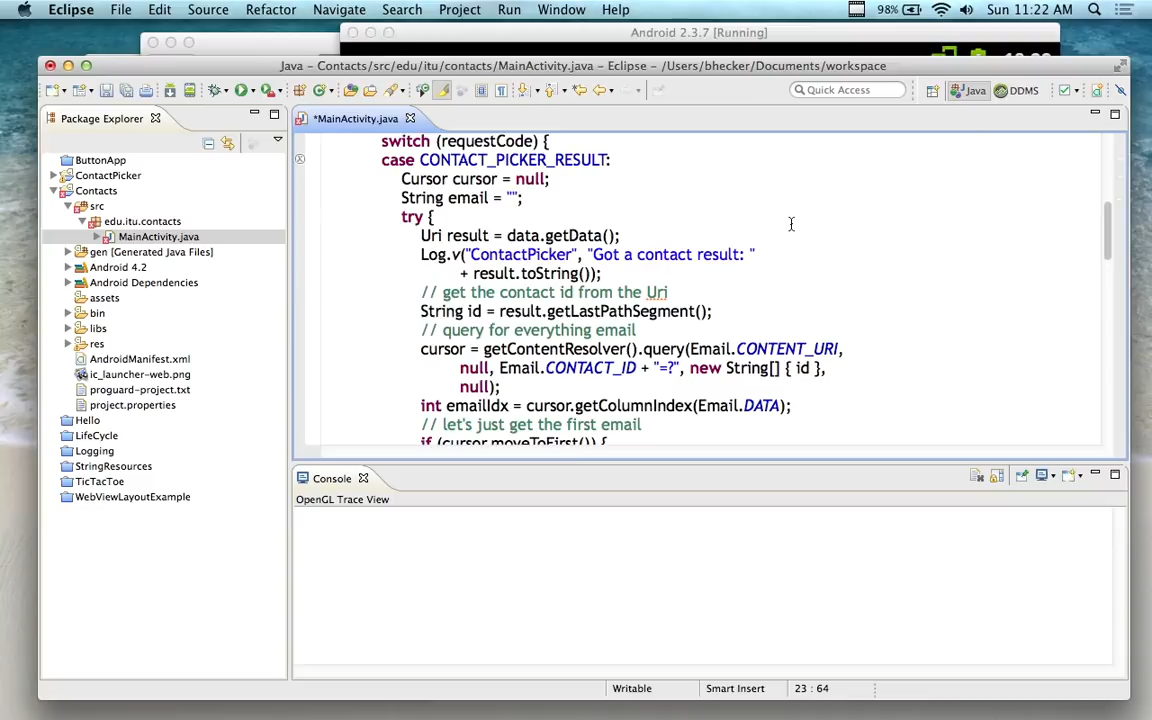 Eclipse File Edit Source Refactor Navigate Search Project Run Window Help 98% Sun 11:22 AM
Android 2.3.7 [Running]
Java - Contacts/src/edu/itu/contacts/MainActivity.java - Eclipse - /Users/bhecker/Documents/workspace
Quick Access Java DDMS
Package Explorer
ButtonApp
ContactPicker
Contacts
src
edu.itu.contacts
MainActivity.java
gen [Generated Java Files]
Android 4.2
Android Dependencies
assets
bin
libs
res
AndroidManifest.xml
ic_launcher-web.png
proguard-project.txt
project.properties
Hello
LifeCycle
Logging
StringResources
TicTacToe
WebViewLayoutExample
*MainActivity.java
switch (requestCode) {
case CONTACT_PICKER_RESULT:
Cursor cursor = null;
String email = "";
try {
Uri result = data.getData();
Log.v("ContactPicker", "Got a contact result: "
+ result.toString());
// get the contact id from the Uri
String id = result.getLastPathSegment();
// query for everything email
cursor = getContentResolver().query(Email.CONTENT_URI,
null, Email.CONTACT_ID + "=?", new String[] { id },
null);
int emailIdx = cursor.getColumnIndex(Email.DATA);
// let's just get the first email
if (cursor.moveToFirst()) {
Console
OpenGL Trace View
Writable Smart Insert 23 : 64